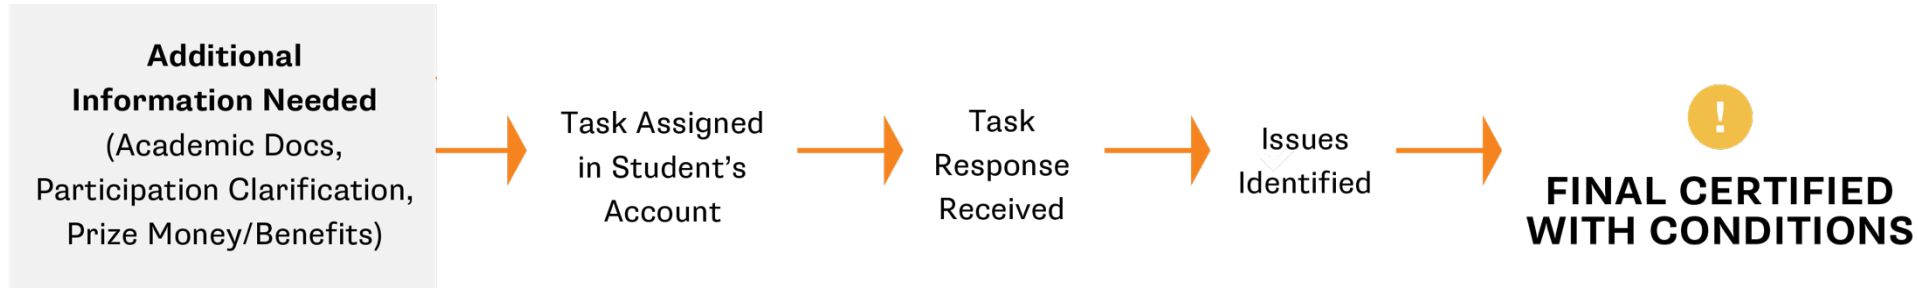 Additional
Information Needed
(Academic Docs,
Participation Clarification,
Prize Money/Benefits)
Task Assigned
in Student's
Account
Task
Response
Received
Issues
Identified
!
FINAL CERTIFIED
WITH CONDITIONS